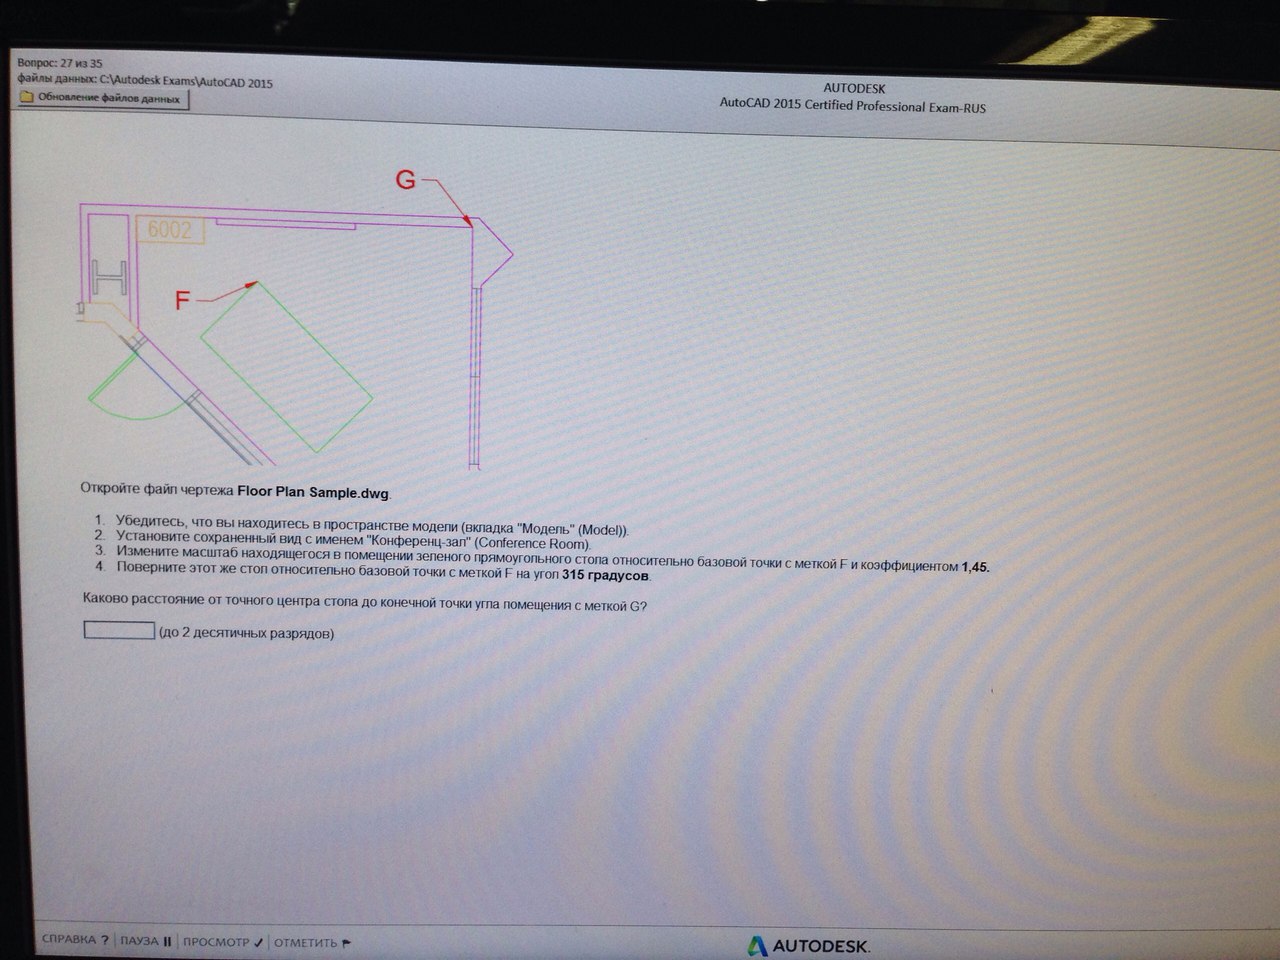 Вопрос: 27 из 35
файлы данных: C:\Autodesk Exams\AutoCAD 2015
Обновление файлов данных
AUTODESK
AutoCAD 2015 Certified Professional Exam-RUS
G
6002
F
Откройте файл чертежа Floor Plan Sample.dwg.
1. Убедитесь, что вы находитесь в пространстве модели (вкладка "Модель" (Model)).
2. Установите сохраненный вид с именем "Конференц-зал" (Conference Room).
3. Измените масштаб находящегося в помещении зеленого прямоугольного стола относительно базовой точки с меткой F и коэффициентом 1,45.
4. Поверните этот же стол относительно базовой точки с меткой F на угол 315 градусов.
Каково расстояние от точного центра стола до конечной точки угла помещения с меткой G?
(до 2 десятичных разрядов)
СПРАВКА ? ПАУЗА ПРОСМОТР ОТМЕТИТЬ
AUTODESK.